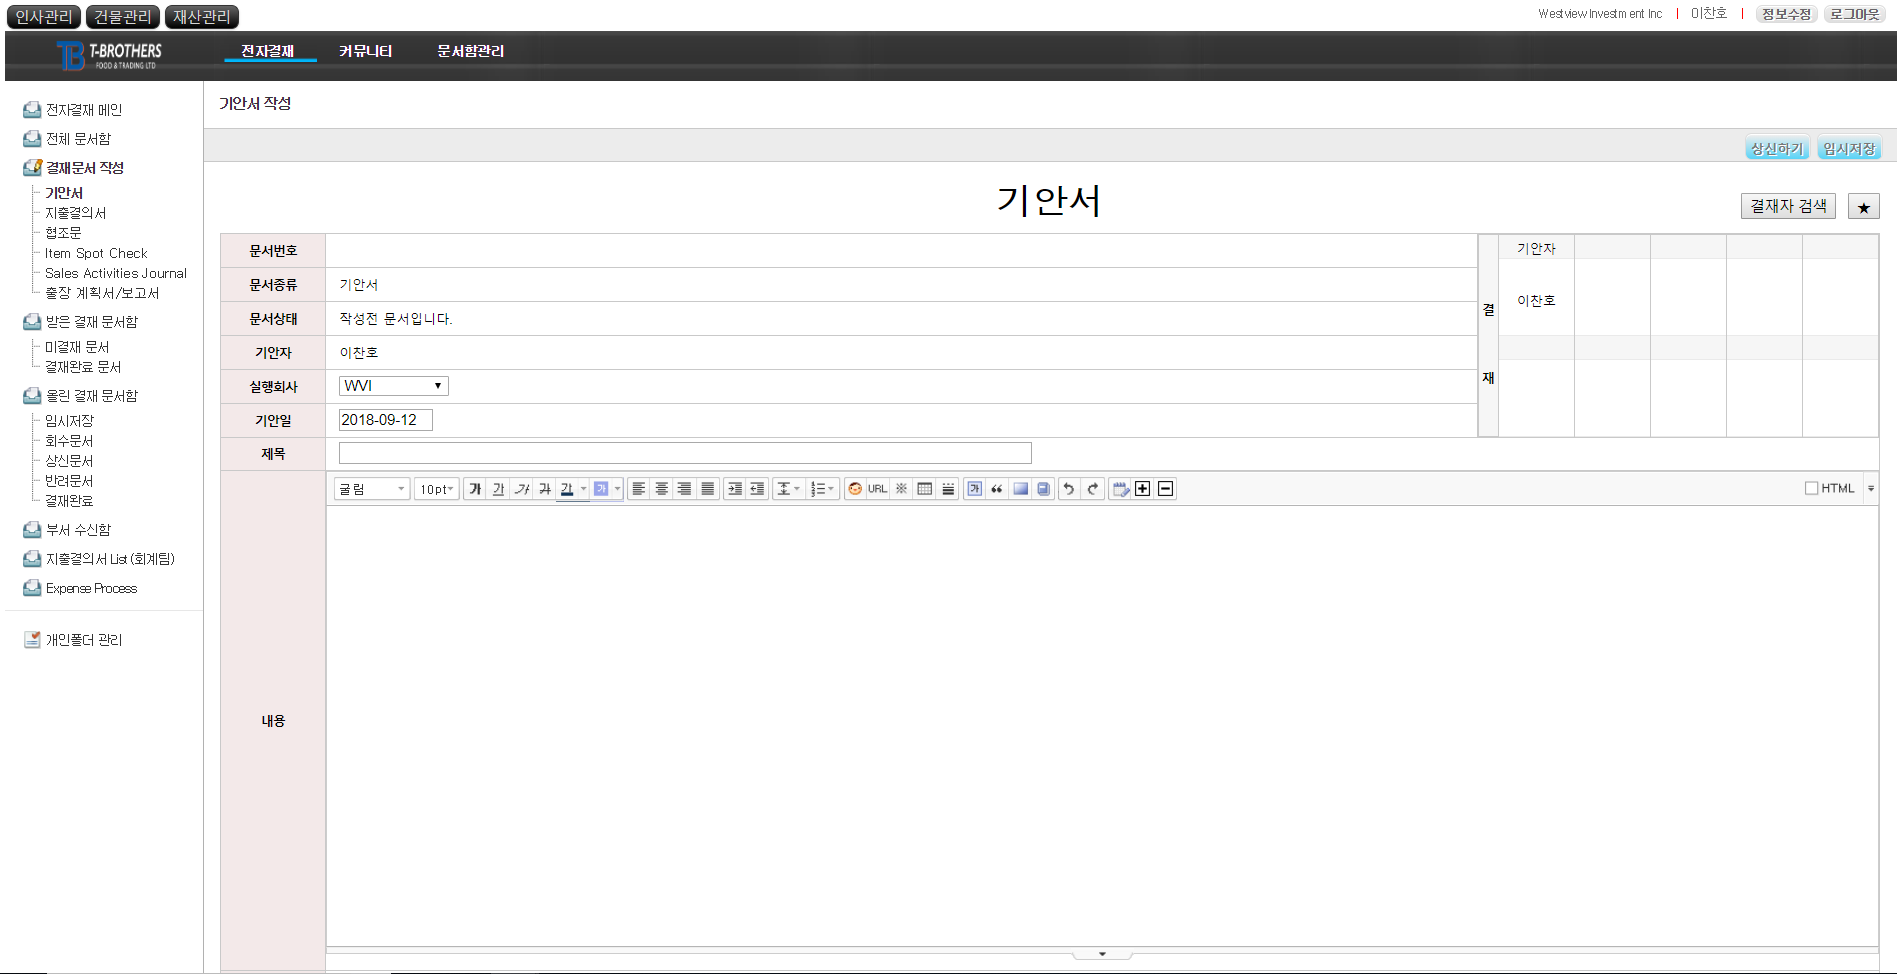 인사관리 건물관리 재산관리
Westview Investment Inc | 이찬호 | 정보수정 로그아웃
TB T-BROTHERS
FOOD & TRADING LTD
전자결재 커뮤니티 문서함관리
전자결재 메인
전체 문서함
결재문서 작성
기안서
지출결의서
협조문
Item Spot Check
Sales Activities Journal
출장 계획서/보고서
받은 결재 문서함
미결재 문서
결재완료 문서
올린 결재 문서함
임시저장
회수문서
상신문서
반려문서
결재완료
부서 수신함
지출결의서 List (회계팀)
Expense Process
개인폴더 관리
기안서 작성
상신하기 임시저장
기안서
결재자 검색 ★
문서번호
문서종류 기안서
문서상태 작성전 문서입니다.
기안자 이찬호
실행회사 WVI
기안일 2018-09-12
제목
결
재
기안자
이찬호
굴림 10pt 가 가 가 가 가 가 URL ※ 가 HTML
내용